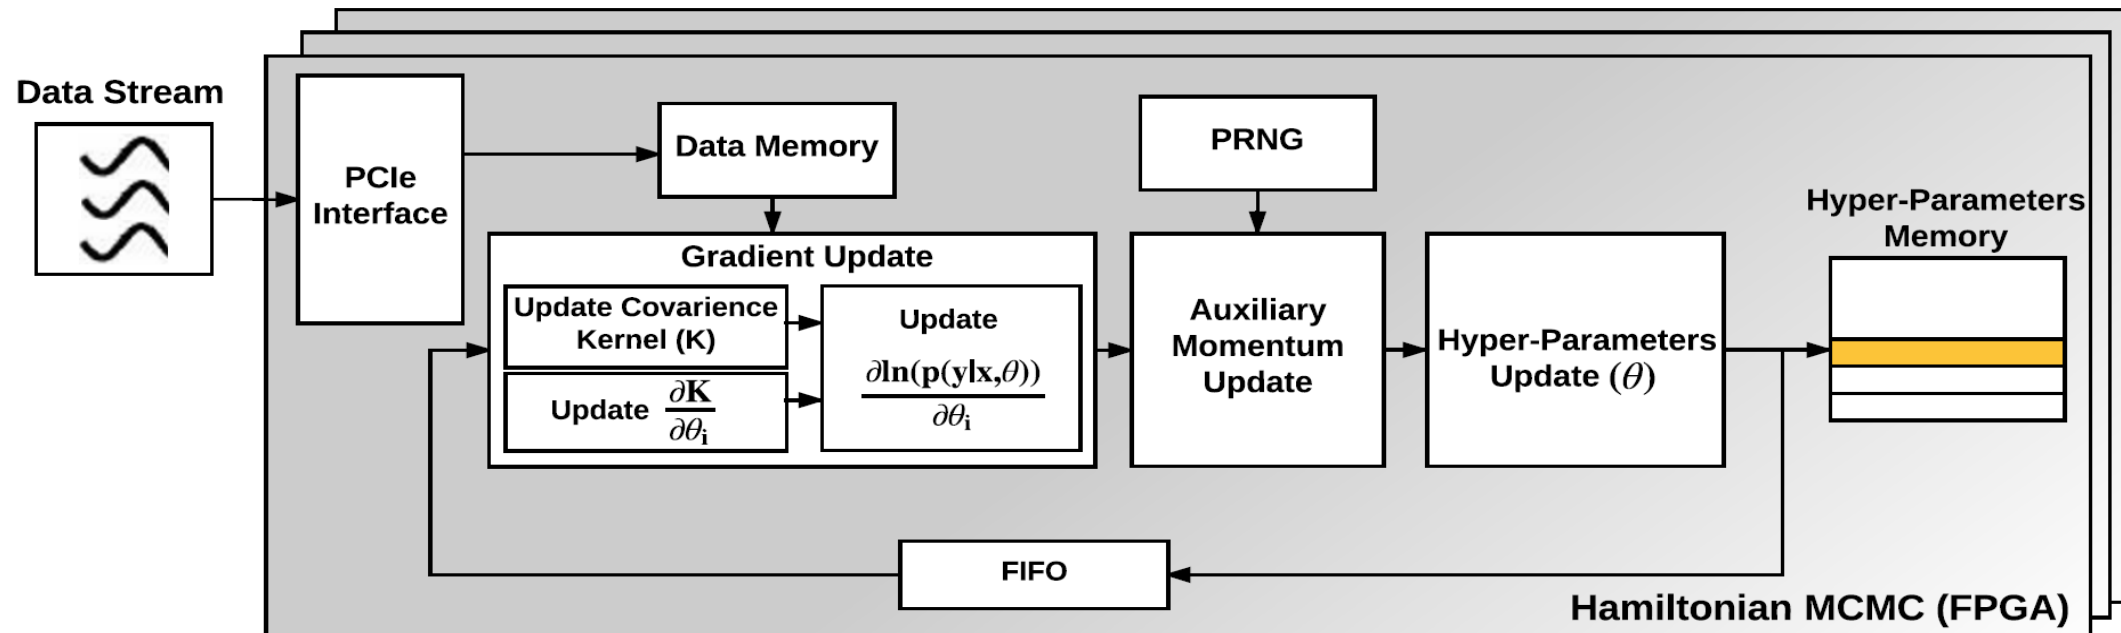 Data Stream
PCIe
Interface
Data Memory
PRNG
Gradient Update
Update Covarience
Kernel (K)
Update ∂K/∂θi
Update
∂ln(p(y|x,θ))
∂θi
Auxiliary
Momentum
Update
Hyper-Parameters
Update (θ)
Hyper-Parameters
Memory
FIFO
Hamiltonian MCMC (FPGA)